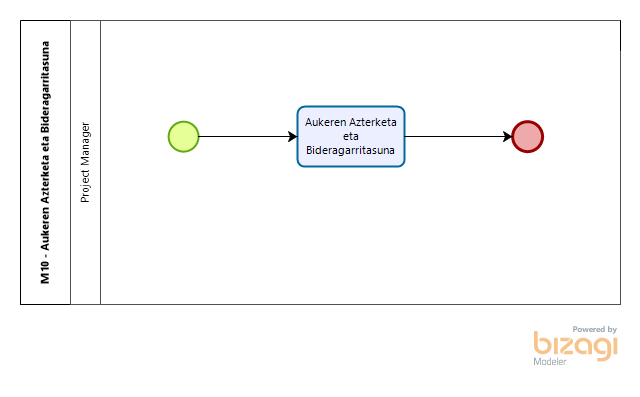 M10 - Aukeren Azterketa eta Bideragarritasuna
Project Manager
Aukeren Azterketa
eta
Bideragarritasuna
Powered by
bizagi
Modeler